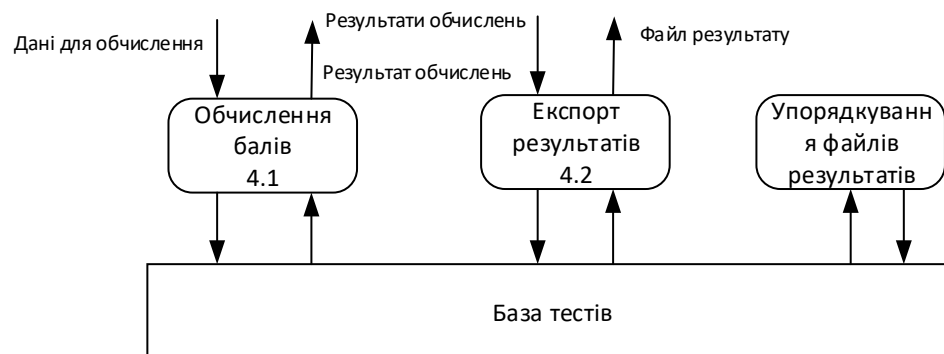 Дані для обчислення
Результати обчислень
Файл результату
Результат обчислень
Обчислення
балів
4.1
Експорт
результатів
4.2
Упорядкуванн
я файлів
результатів
База тестів